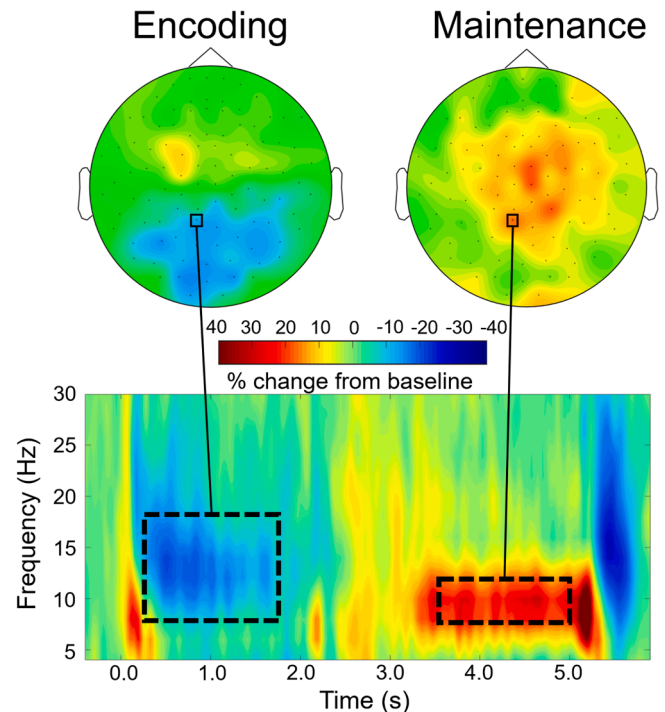 Encoding Maintenance
40 30 20 10 0 -10 -20 -30 -40
% change from baseline
Frequency (Hz)
30
25
20
15
10
5
0.0 1.0 2.0 3.0 4.0 5.0
Time (s)